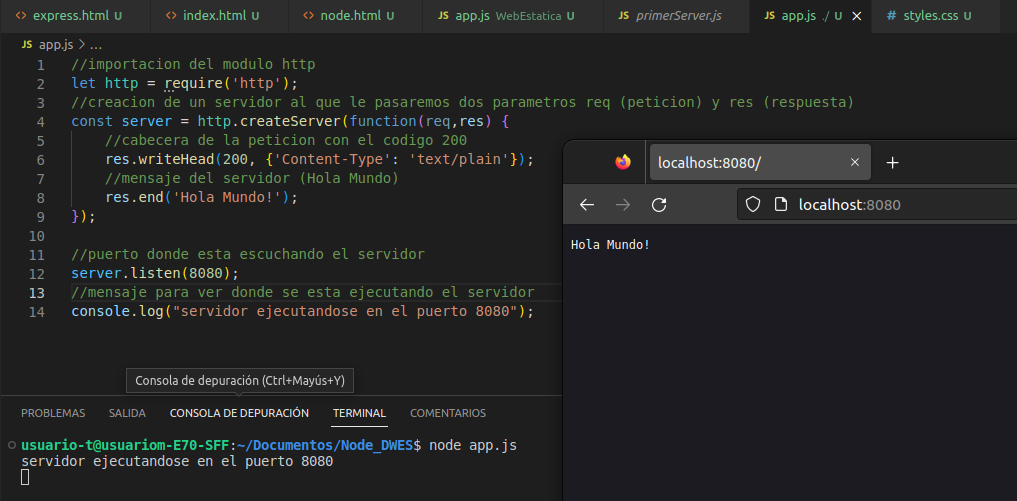 <> express.html U <> index.html U <> node.html U JS app.js WebEstatica U JS primerServer.js JS app.js ./ U × # styles.css U
JS app.js > ...
1 //importacion del modulo http
2 let http = require('http');
3 //creacion de un servidor al que le pasaremos dos parametros req (peticion) y res (respuesta)
4 const server = http.createServer(function(req,res) {
5 //cabecera de la peticion con el codigo 200
6 res.writeHead(200, {'Content-Type': 'text/plain'});
7 //mensaje del servidor (Hola Mundo)
8 res.end('Hola Mundo!');
9 });
10
11 //puerto donde esta escuchando el servidor
12 server.listen(8080);
13 //mensaje para ver donde se esta ejecutando el servidor
14 console.log("servidor ejecutandose en el puerto 8080");
localhost:8080/
localhost:8080
Hola Mundo!
Consola de depuración (Ctrl+Mayús+Y)
PROBLEMAS SALIDA CONSOLA DE DEPURACIÓN TERMINAL COMENTARIOS
usuario-t@usuariom-E70-SFF:~/Documentos/Node_DWES$ node app.js
servidor ejecutandose en el puerto 8080